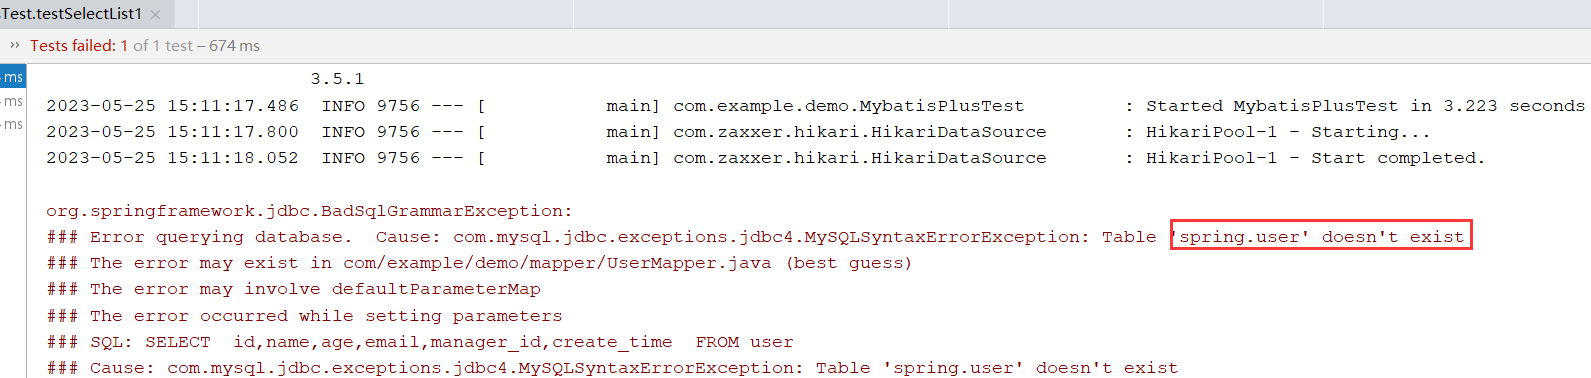 sTest.testSelectList1 ×
» Tests failed: 1 of 1 test – 674 ms
ms
ms
ms
3.5.1
2023-05-25 15:11:17.486  INFO 9756 --- [           main] com.example.demo.MybatisPlusTest         : Started MybatisPlusTest in 3.223 seconds
2023-05-25 15:11:17.800  INFO 9756 --- [           main] com.zaxxer.hikari.HikariDataSource       : HikariPool-1 - Starting...
2023-05-25 15:11:18.052  INFO 9756 --- [           main] com.zaxxer.hikari.HikariDataSource       : HikariPool-1 - Start completed.
org.springframework.jdbc.BadSqlGrammarException:
### Error querying database.  Cause: com.mysql.jdbc.exceptions.jdbc4.MySQLSyntaxErrorException: Table 'spring.user' doesn't exist
### The error may exist in com/example/demo/mapper/UserMapper.java (best guess)
### The error may involve defaultParameterMap
### The error occurred while setting parameters
### SQL: SELECT  id,name,age,email,manager_id,create_time  FROM user
### Cause: com.mysql.jdbc.exceptions.jdbc4.MySQLSyntaxErrorException: Table 'spring.user' doesn't exist